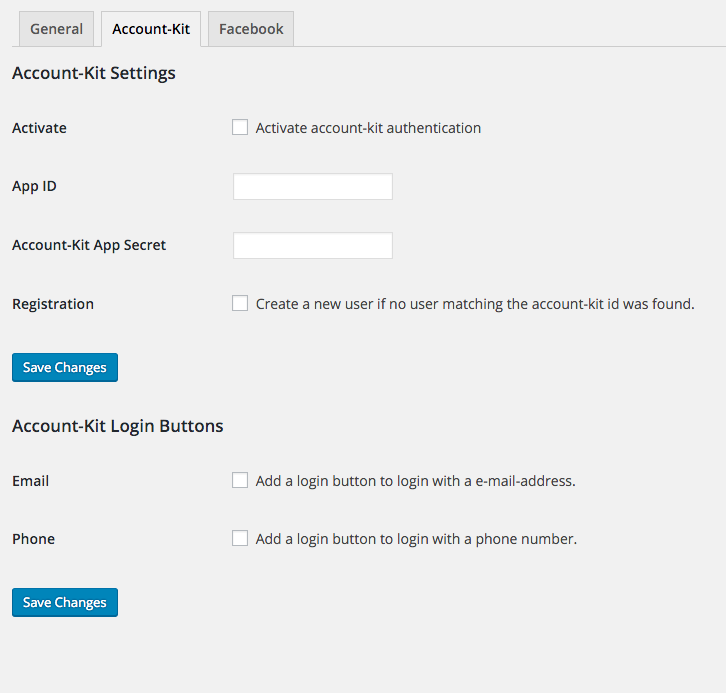 General Account-Kit Facebook
Account-Kit Settings
Activate Activate account-kit authentication
App ID
Account-Kit App Secret
Registration Create a new user if no user matching the account-kit id was found.
Save Changes
Account-Kit Login Buttons
Email Add a login button to login with a e-mail-address.
Phone Add a login button to login with a phone number.
Save Changes